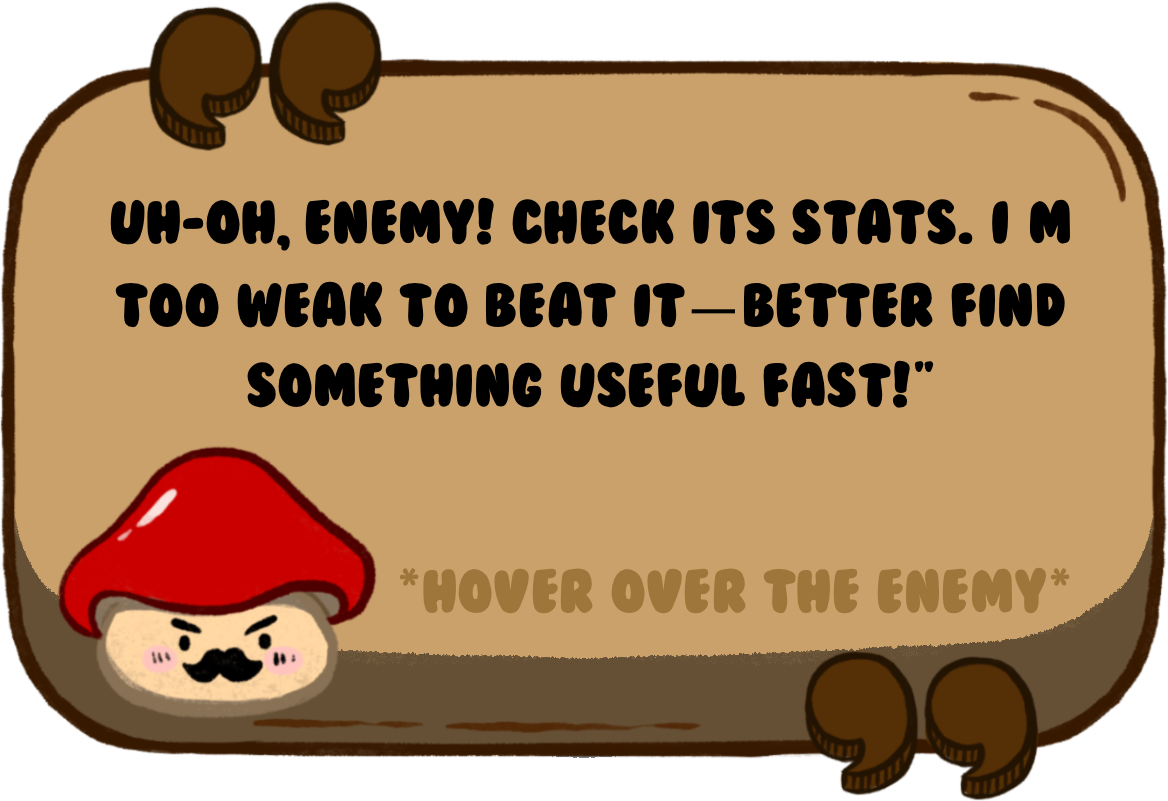 UH-OH, ENEMY! CHECK ITS STATS. I M
TOO WEAK TO BEAT IT—BETTER FIND
SOMETHING USEFUL FAST!"
*HOVER OVER THE ENEMY*